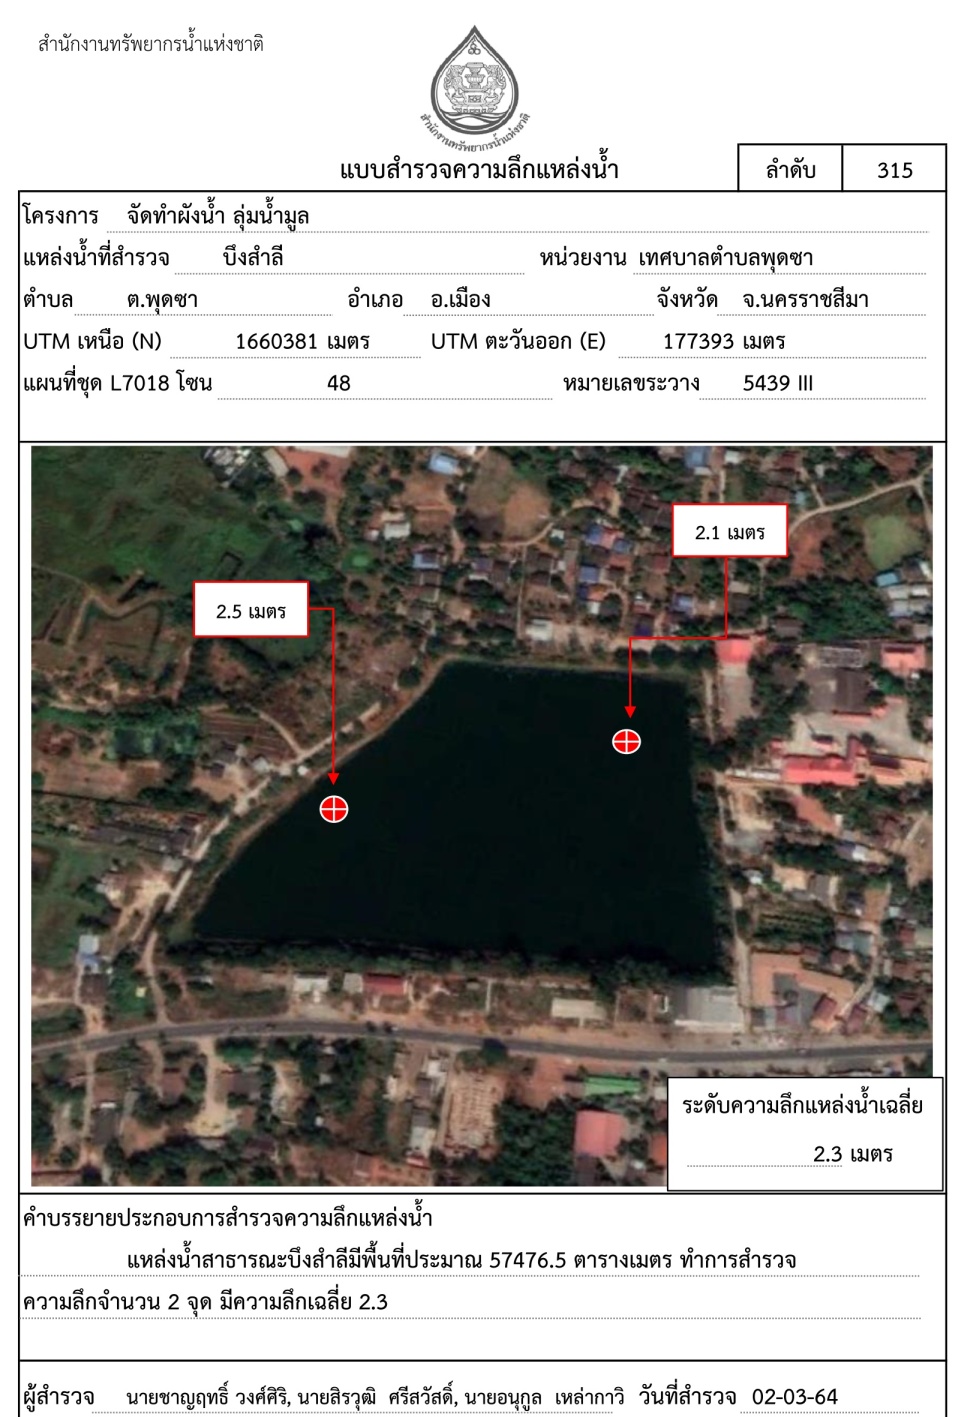 สำนักงานทรัพยากรน้ำแห่งชาติ
สำนักงานทรัพยากรน้ำแห่งชาติ
แบบสำรวจความลึกแหล่งน้ำ
ลำดับ 315
โครงการ จัดทำผังน้ำ ลุ่มน้ำมูล
แหล่งน้ำที่สำรวจ บึงสำลี หน่วยงาน เทศบาลตำบลพุดซา
ตำบล ต.พุดซา อำเภอ อ.เมือง จังหวัด จ.นครราชสีมา
UTM เหนือ (N) 1660381 เมตร UTM ตะวันออก (E) 177393 เมตร
แผนที่ชุด L7018 โซน 48 หมายเลขระวาง 5439 III
2.1 เมตร
2.5 เมตร
ระดับความลึกแหล่งน้ำเฉลี่ย
2.3 เมตร
คำบรรยายประกอบการสำรวจความลึกแหล่งน้ำ
แหล่งน้ำสาธารณะบึงสำลีมีพื้นที่ประมาณ 57476.5 ตารางเมตร ทำการสำรวจ
ความลึกจำนวน 2 จุด มีความลึกเฉลี่ย 2.3
ผู้สำรวจ นายชาญฤทธิ์ วงศ์ศิริ, นายสิรวุฒิ ศรีสวัสดิ์, นายอนุกูล เหล่ากาวิ วันที่สำรวจ 02-03-64